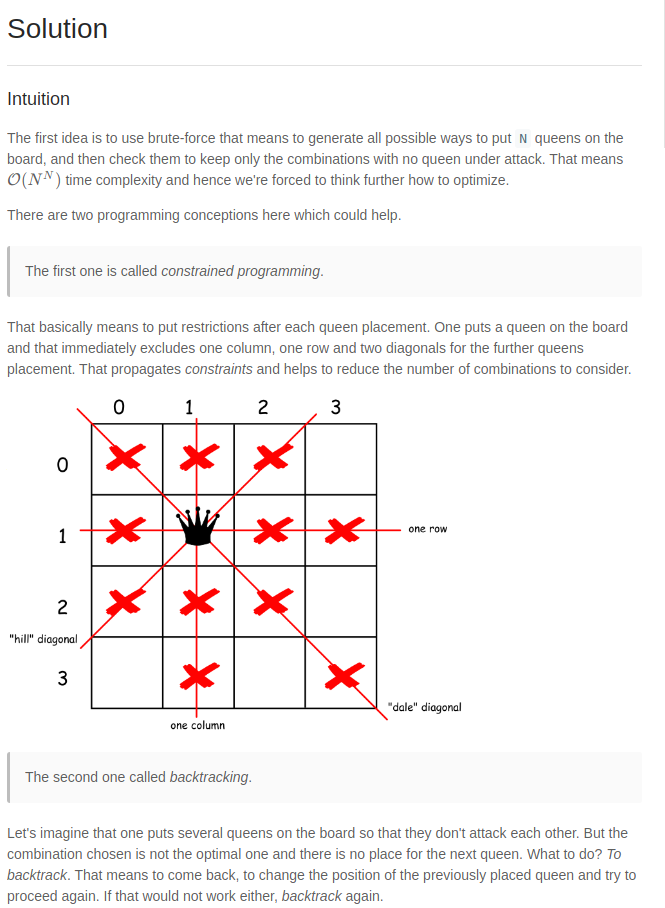 Solution
Intuition
The first idea is to use brute-force that means to generate all possible ways to put N queens on the
board, and then check them to keep only the combinations with no queen under attack. That means
𝒪(N^N) time complexity and hence we're forced to think further how to optimize.
There are two programming conceptions here which could help.
The first one is called constrained programming.
That basically means to put restrictions after each queen placement. One puts a queen on the board
and that immediately excludes one column, one row and two diagonals for the further queens
placement. That propagates constraints and helps to reduce the number of combinations to consider.
0 1 2 3
0
1 one row
2
"hill" diagonal
3
"dale" diagonal
one column
The second one called backtracking.
Let's imagine that one puts several queens on the board so that they don't attack each other. But the
combination chosen is not the optimal one and there is no place for the next queen. What to do? To
backtrack. That means to come back, to change the position of the previously placed queen and try to
proceed again. If that would not work either, backtrack again.